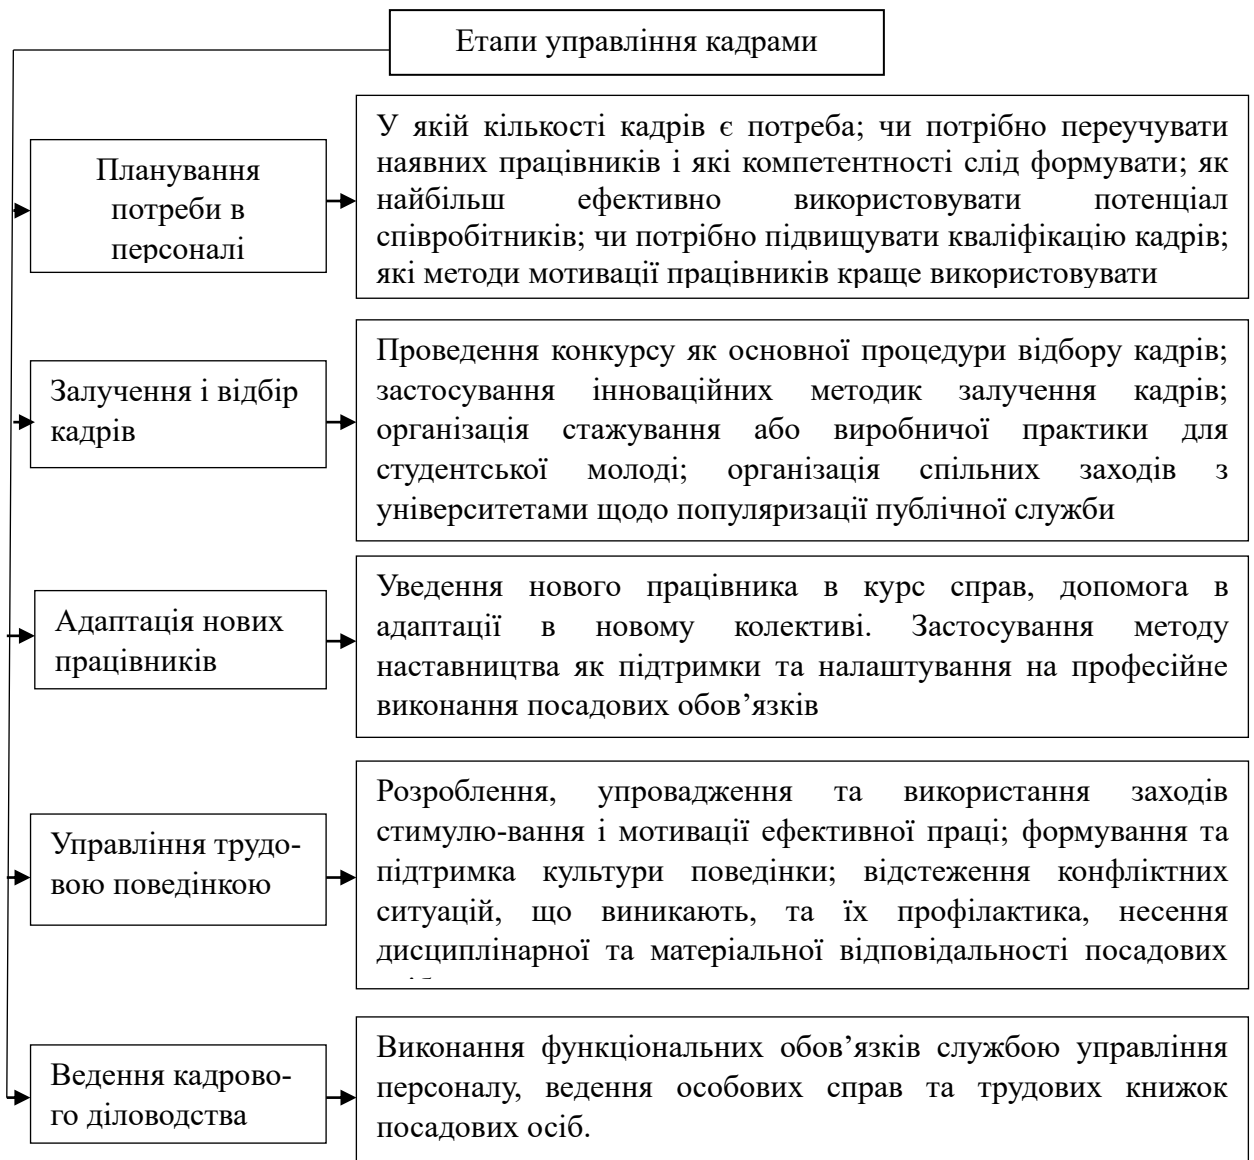 Етапи управління кадрами
Планування
потреби в
персоналі
У якій кількості кадрів є потреба; чи потрібно переучувати
наявних працівників і які компетентності слід формувати; як
найбільш ефективно використовувати потенціал
співробітників; чи потрібно підвищувати кваліфікацію кадрів;
які методи мотивації працівників краще використовувати
Залучення і відбір
кадрів
Проведення конкурсу як основної процедури відбору кадрів;
застосування інноваційних методик залучення кадрів;
організація стажування або виробничої практики для
студентської молоді; організація спільних заходів з
університетами щодо популяризації публічної служби
Адаптація нових
працівників
Уведення нового працівника в курс справ, допомога в
адаптації в новому колективі. Застосування методу
наставництва як підтримки та налаштування на професійне
виконання посадових обов’язків
Управління трудо-
вою поведінкою
Розроблення, упровадження та використання заходів
стимулю-вання і мотивації ефективної праці; формування та
підтримка культури поведінки; відстеження конфліктних
ситуацій, що виникають, та їх профілактика, несення
дисциплінарної та матеріальної відповідальності посадових
Ведення кадрово-
го діловодства
Виконання функціональних обов’язків службою управління
персоналу, ведення особових справ та трудових книжок
посадових осіб.